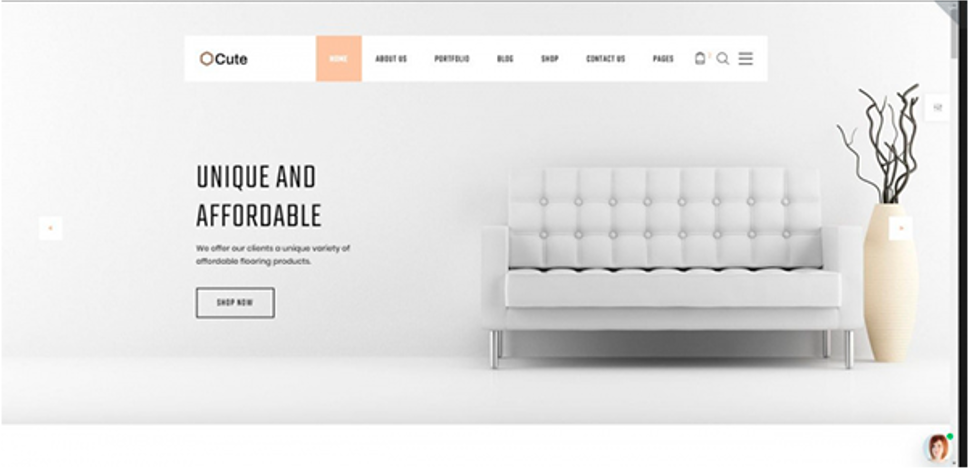 Cute
HOME ABOUT US PORTFOLIO BLOG SHOP CONTACT US PAGES
UNIQUE AND
AFFORDABLE
We offer our clients a unique variety of
affordable flooring products.
SHOP NOW